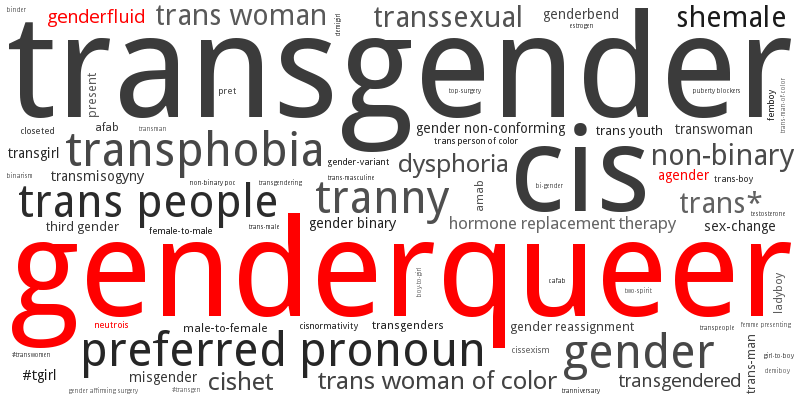 binder
genderfluid
trans woman
demigirl
transsexual
genderbend
estrogen
shemale
transgender
present
pret
top-surgery
puberty blockers
femboy
trans-man-of-color
closeted
afab
transman
gender non-conforming
trans youth
transwoman
transgirl
transphobia
trans person of color
cis
non-binary
gender-variant
dysphoria
binarism
transmisogyny
trans-masculine
agender
trans-boy
non-binary poc
transgendering
bi-gender
trans people
tranny
amab
trans*
testosterone
third gender
female-to-male
trans-male
gender binary
hormone replacement therapy
sex-change
genderqueer
boy-to-girl
cafab
two-spirit
ladyboy
neutrois
male-to-female
cisnormativity
transgenders
gender reassignment
transpeople
femme presenting
#transwomen
preferred pronoun
cissexism
gender
trans-man
girl-to-boy
#tgirl
misgender
cishet
trans woman of color
transgendered
demiboy
gender affirming surgery
#transgen
tranniversary